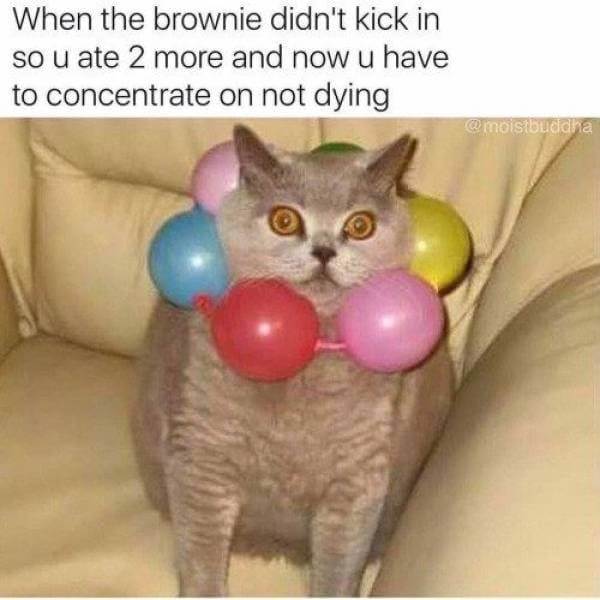 When the brownie didn't kick in
so u ate 2 more and now u have
to concentrate on not dying
@moistbuddha